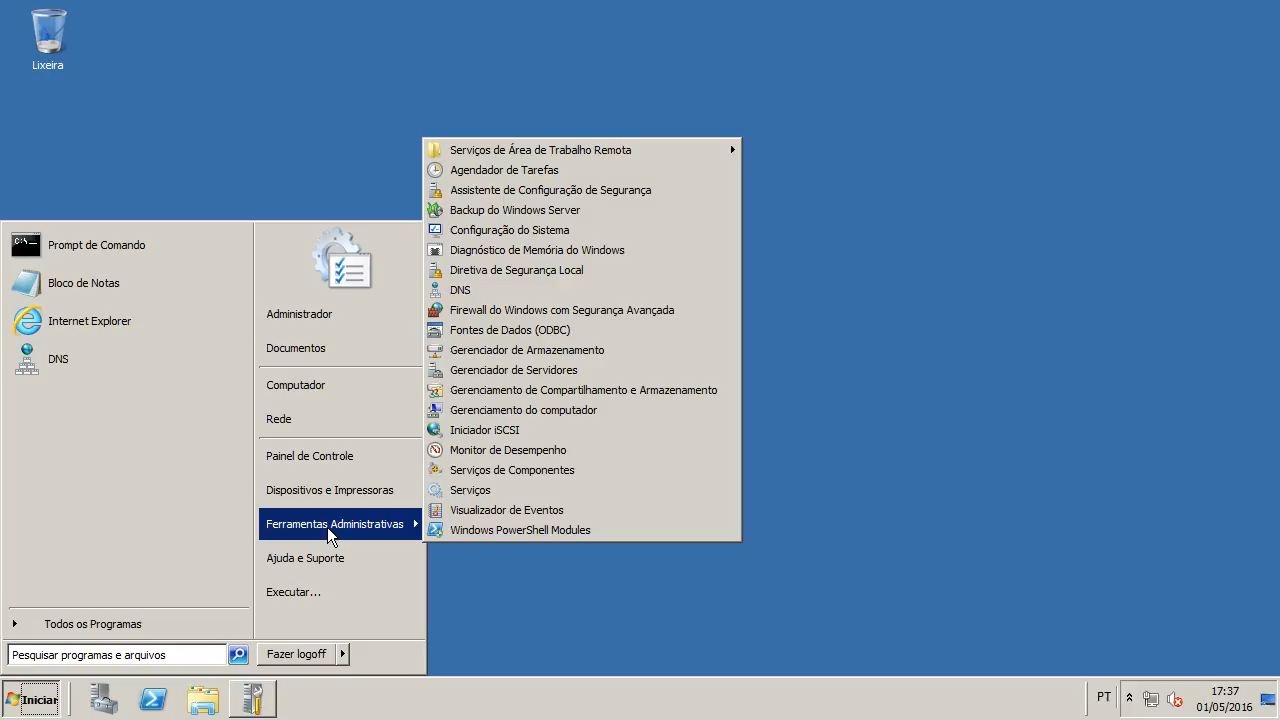 Lixeira
Serviços de Área de Trabalho Remota
Agendador de Tarefas
Assistente de Configuração de Segurança
Backup do Windows Server
Configuração do Sistema
Diagnóstico de Memória do Windows
Diretiva de Segurança Local
DNS
Firewall do Windows com Segurança Avançada
Fontes de Dados (ODBC)
Gerenciador de Armazenamento
Gerenciador de Servidores
Gerenciamento de Compartilhamento e Armazenamento
Gerenciamento do computador
Iniciador iSCSI
Monitor de Desempenho
Serviços de Componentes
Serviços
Visualizador de Eventos
Windows PowerShell Modules
Prompt de Comando
Bloco de Notas
Internet Explorer
DNS
Todos os Programas
Pesquisar programas e arquivos
Administrador
Documentos
Computador
Rede
Painel de Controle
Dispositivos e Impressoras
Ferramentas Administrativas
Ajuda e Suporte
Executar...
Fazer logoff
Iniciar
PT
17:37
01/05/2016